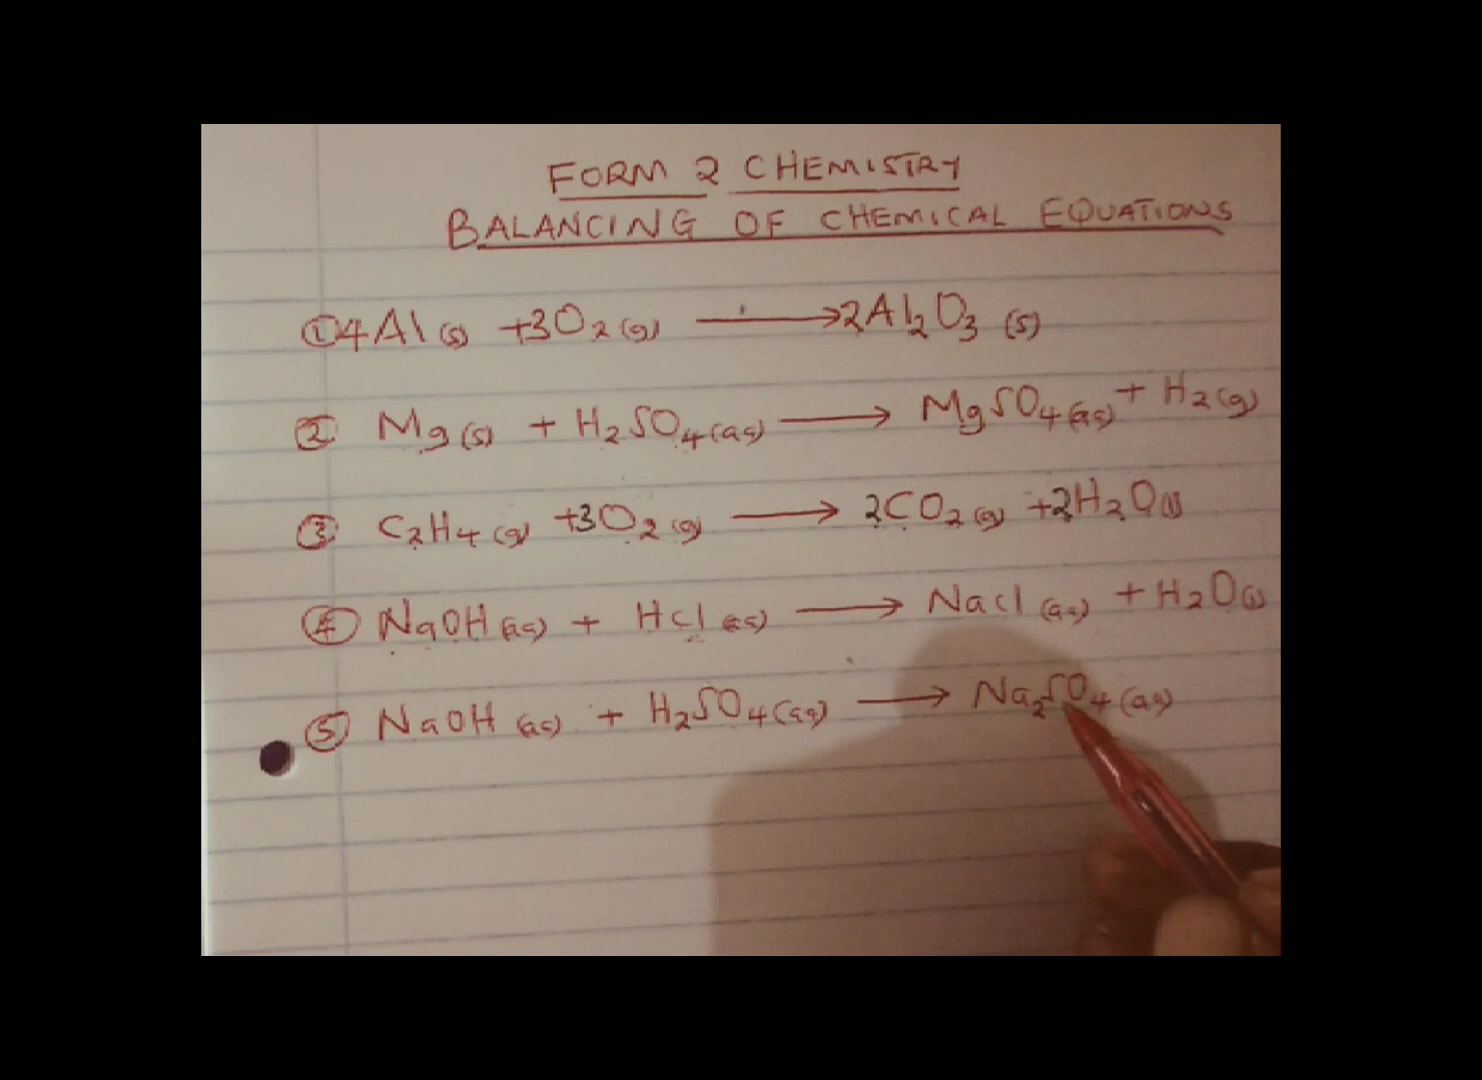 FORM 2 CHEMISTRY
BALANCING OF CHEMICAL EQUATIONS
① 4Al(s) + 3O₂(g) ⟶ 2Al₂O₃(s)
② Mg(s) + H₂SO₄(aq) ⟶ MgSO₄(aq) + H₂(g)
③ C₂H₄(g) + 3O₂(g) ⟶ 2CO₂(g) + 2H₂O(l)
④ NaOH(aq) + HCl(aq) ⟶ NaCl(aq) + H₂O(l)
⑤ NaOH(aq) + H₂SO₄(aq) ⟶ Na₂SO₄(aq)